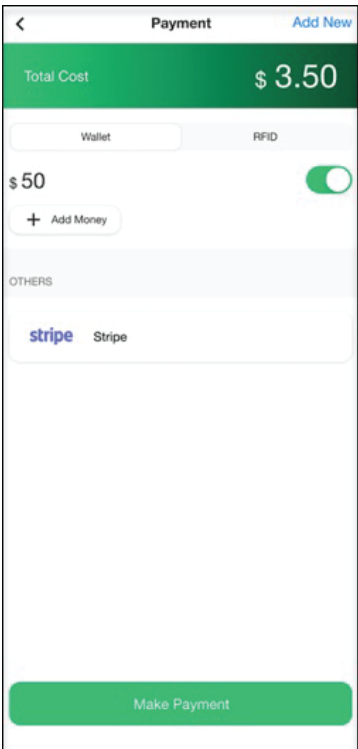 Payment Add New
Total Cost $ 3.50
Wallet RFID
$ 50
+ Add Money
OTHERS
stripe Stripe
Make Payment